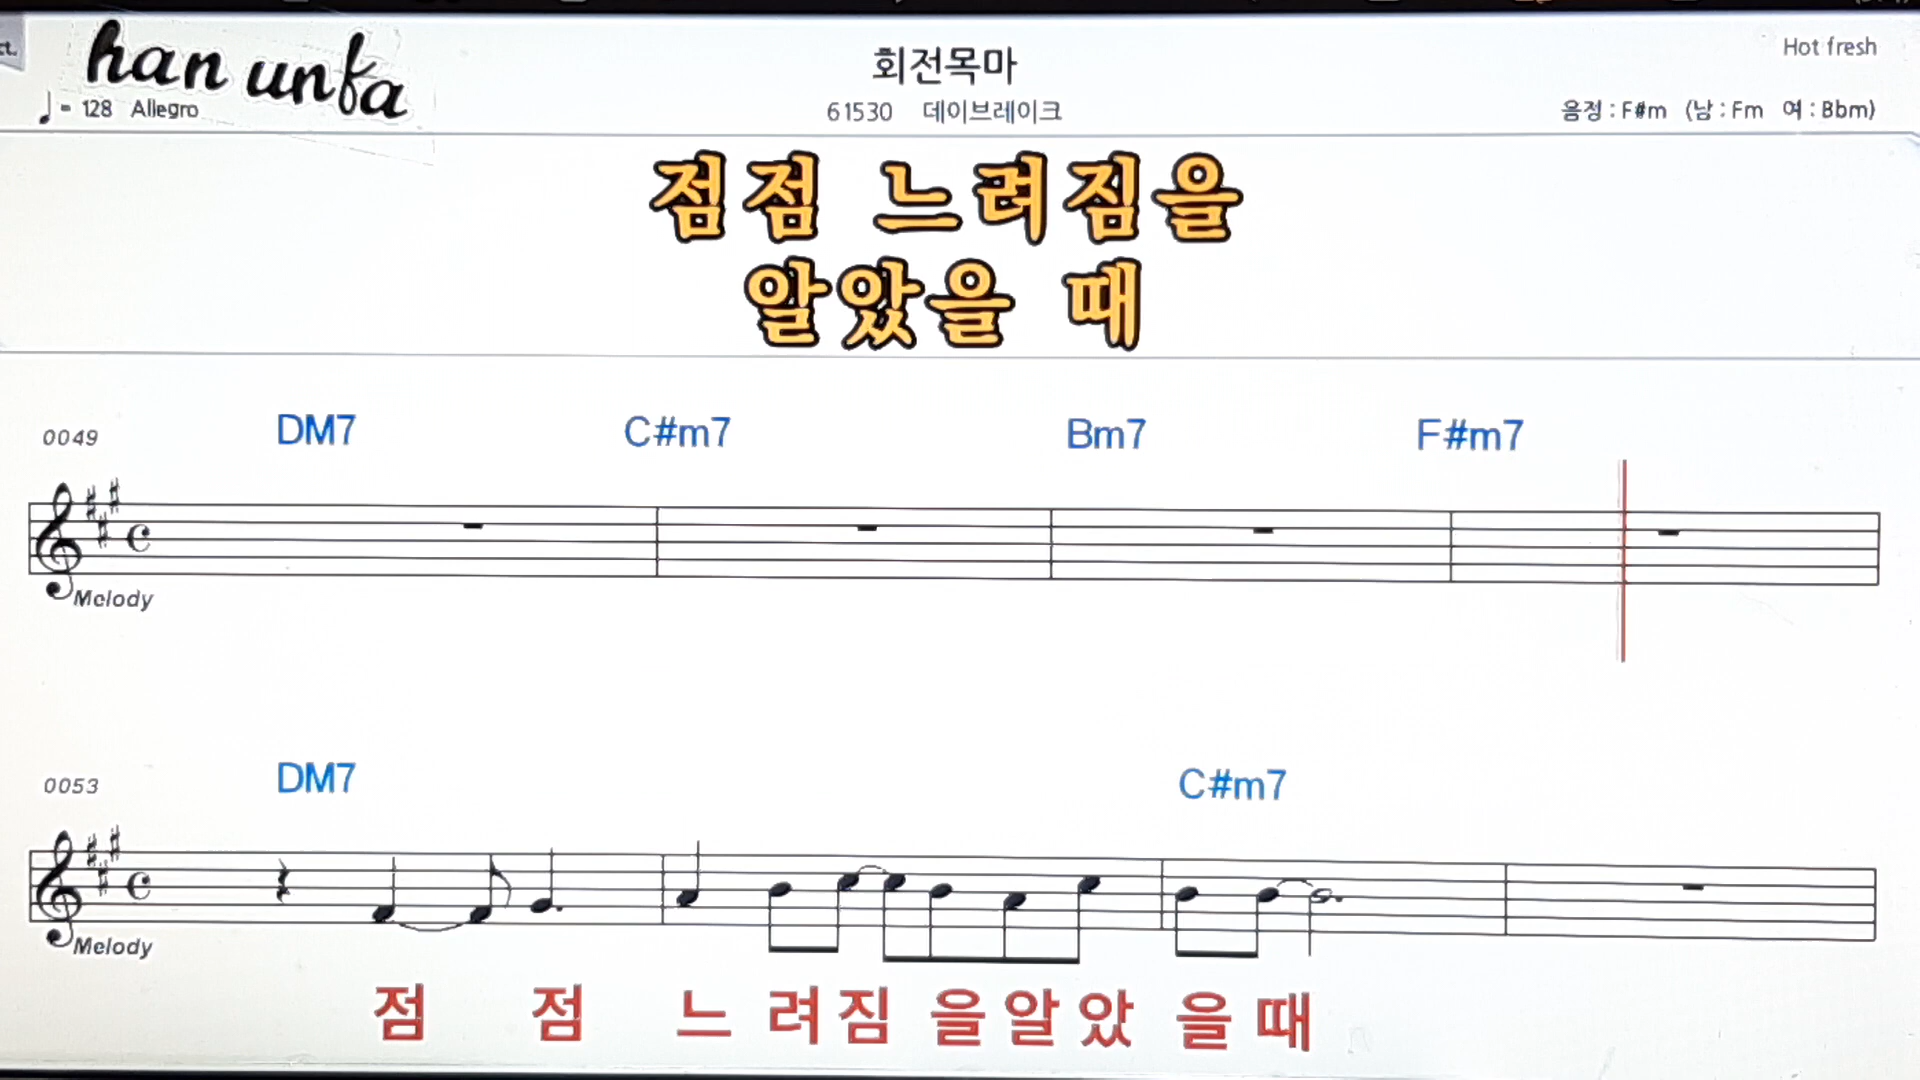 ct.
han unfa
회전목마
Hot fresh
♩= 128 Allegro
61530 데이브레이크
음정 : F#m (남 : Fm 여 : Bbm)
점점 느려짐을
알았을 때
0049 DM7 C#m7 Bm7 F#m7
Melody
0053 DM7 C#m7
Melody
점 점 느 려 짐 을 알 았 을 때